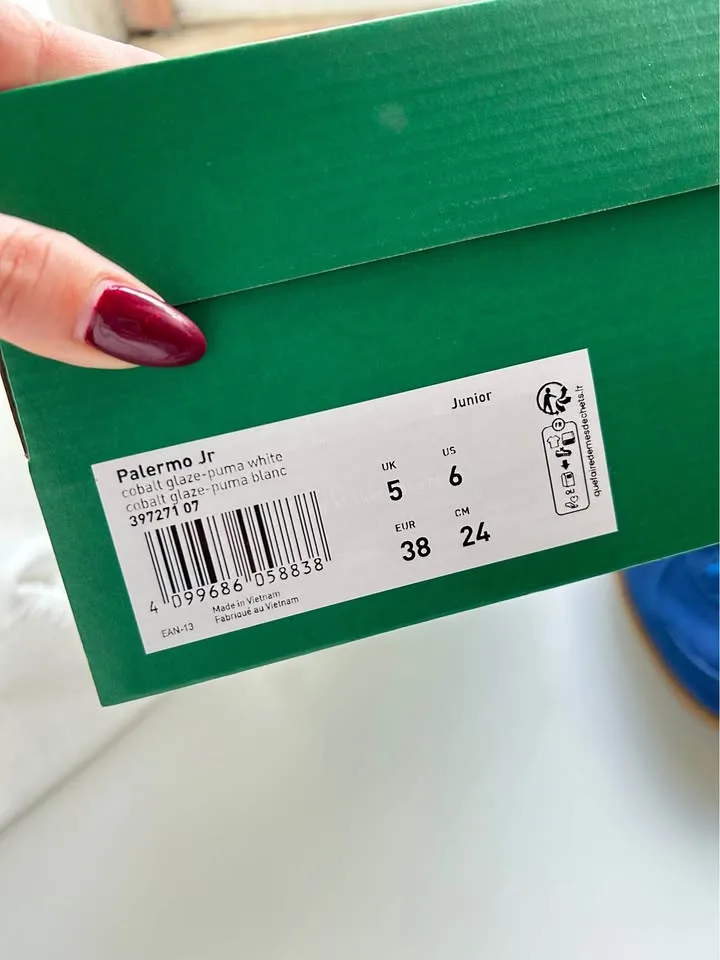 Junior
Palermo Jr
cobalt glaze-puma white
cobalt glaze-puma blanc
397271 07
UK
5
US
6
EUR
38
CM
24
4 099686 058838
EAN-13
Made in Vietnam
Fabriqué au Vietnam
FR
quefairedemesdechets.fr